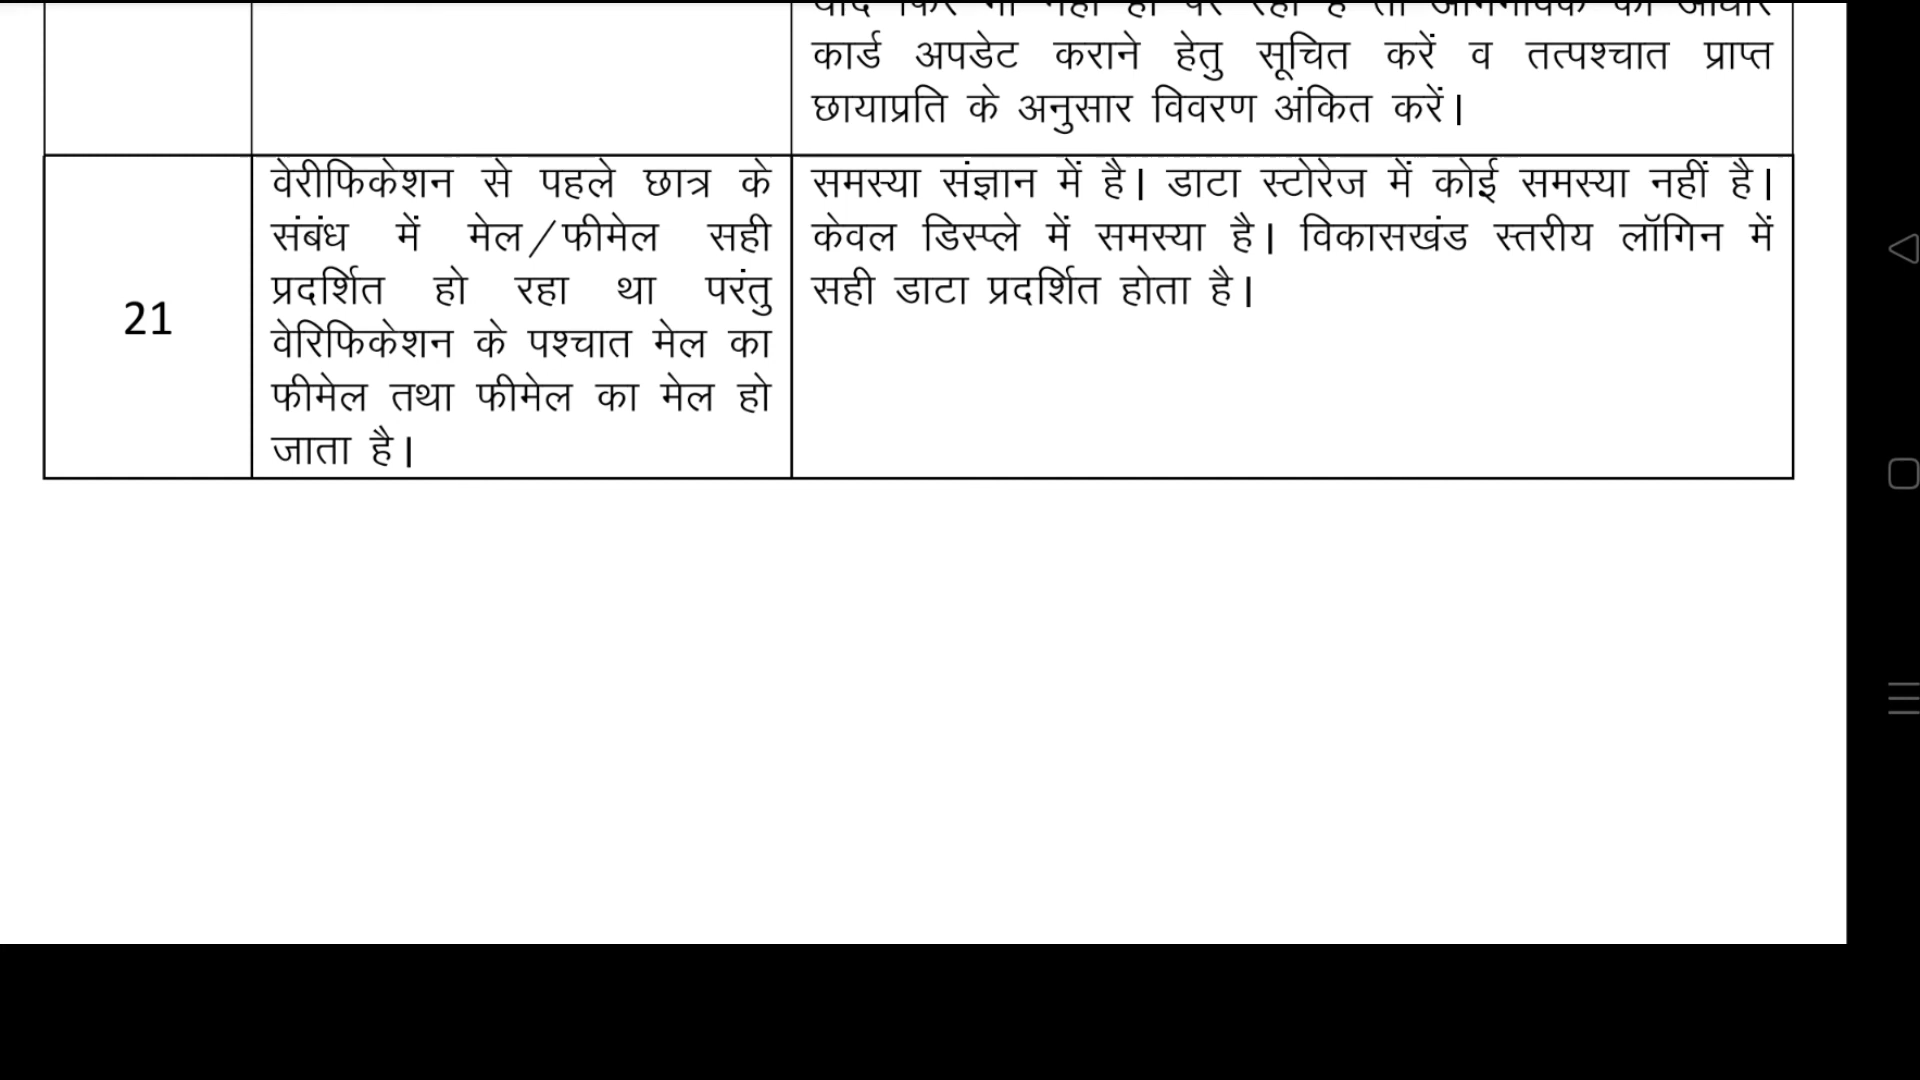 कार्ड अपडेट कराने हेतु सूचित करें व तत्पश्चात प्राप्त
छायाप्रति के अनुसार विवरण अंकित करें।
21
वेरीफिकेशन से पहले छात्र के
संबंध में मेल/फीमेल सही
प्रदर्शित हो रहा था परंतु
वेरिफिकेशन के पश्चात मेल का
फीमेल तथा फीमेल का मेल हो
जाता है।
समस्या संज्ञान में है। डाटा स्टोरेज में कोई समस्या नहीं है।
केवल डिस्प्ले में समस्या है। विकासखंड स्तरीय लॉगिन में
सही डाटा प्रदर्शित होता है।